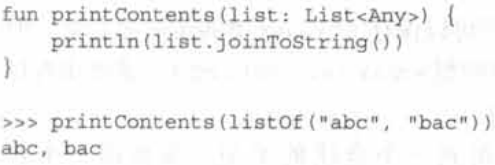 fun printContents(list: List<Any>) {
    println(list.joinToString())
}
>>> printContents(listOf("abc", "bac"))
abc, bac